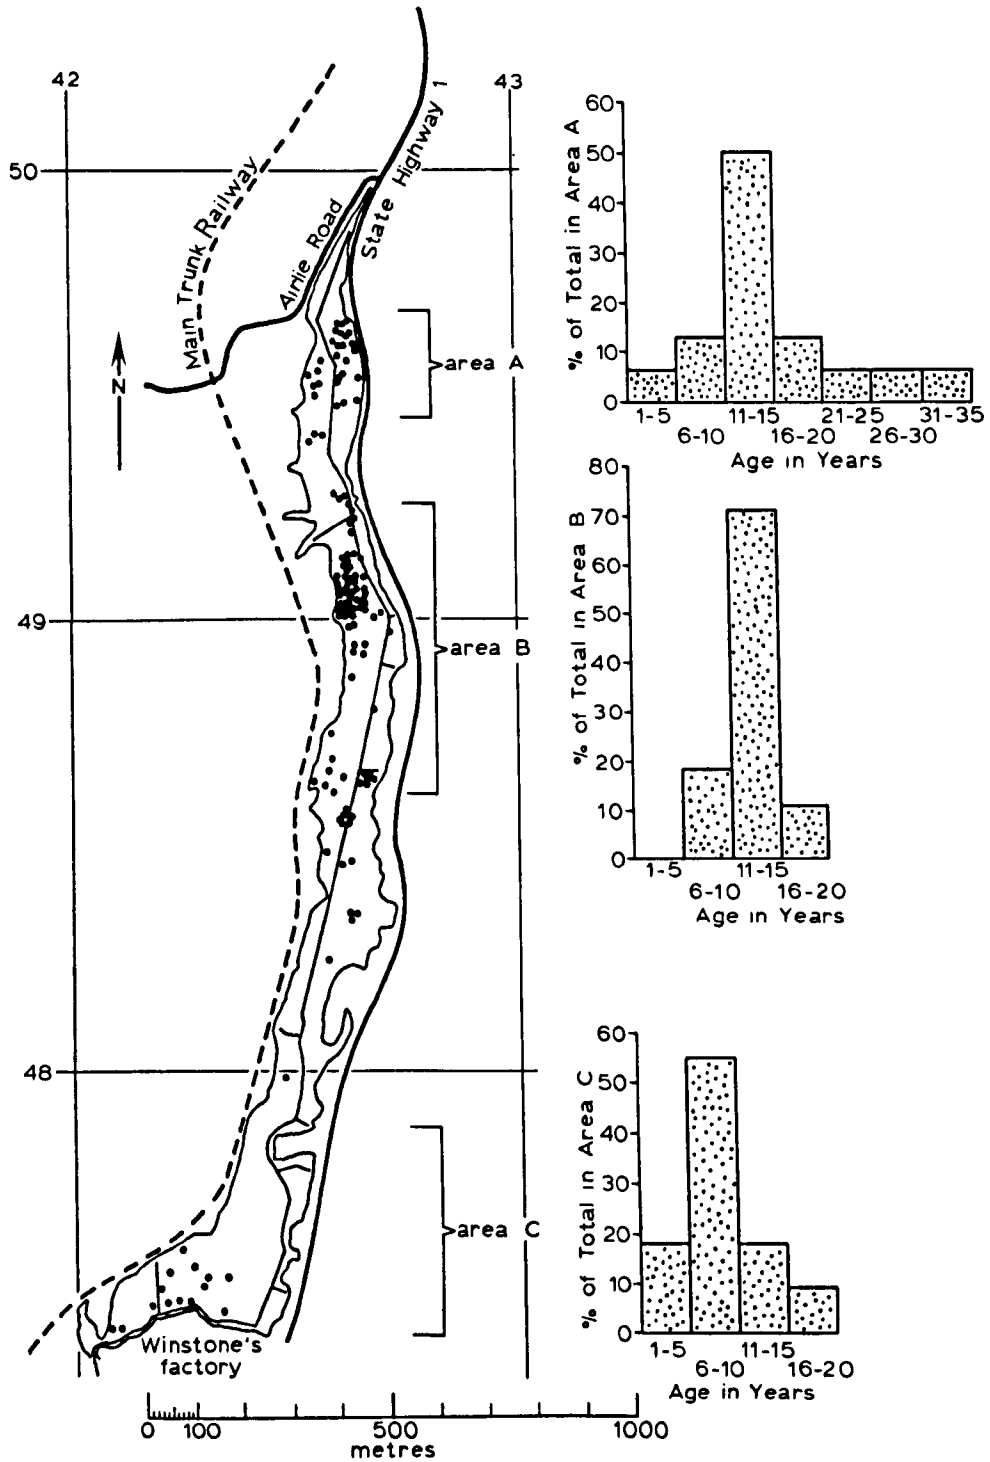 42
43
50
49
48
Main Trunk Railway
Airlie Road
State Highway 1
N
area A
area B
area C
Winstone's
factory
0 100 500 1000
metres
% of Total in Area A
60
50
40
30
20
10
0
1-5 11-15 21-25 31-35
6-10 16-20 26-30
Age in Years
% of Total in Area B
80
70
60
50
40
30
20
10
0
1-5 11-15
6-10 16-20
Age in Years
% of Total in Area C
60
50
40
30
20
10
0
1-5 11-15
6-10 16-20
Age in Years